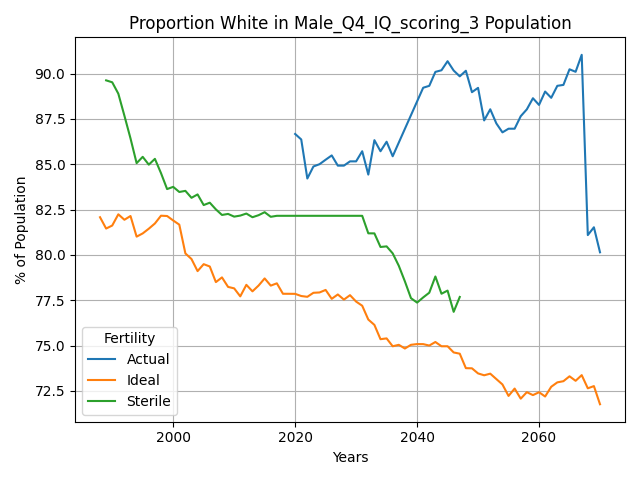 Proportion White in Male_Q4_IQ_scoring_3 Population
% of Population
90.0
87.5
85.0
82.5
80.0
77.5
75.0
72.5
Fertility
Actual
Ideal
Sterile
2000
2020
2040
2060
Years